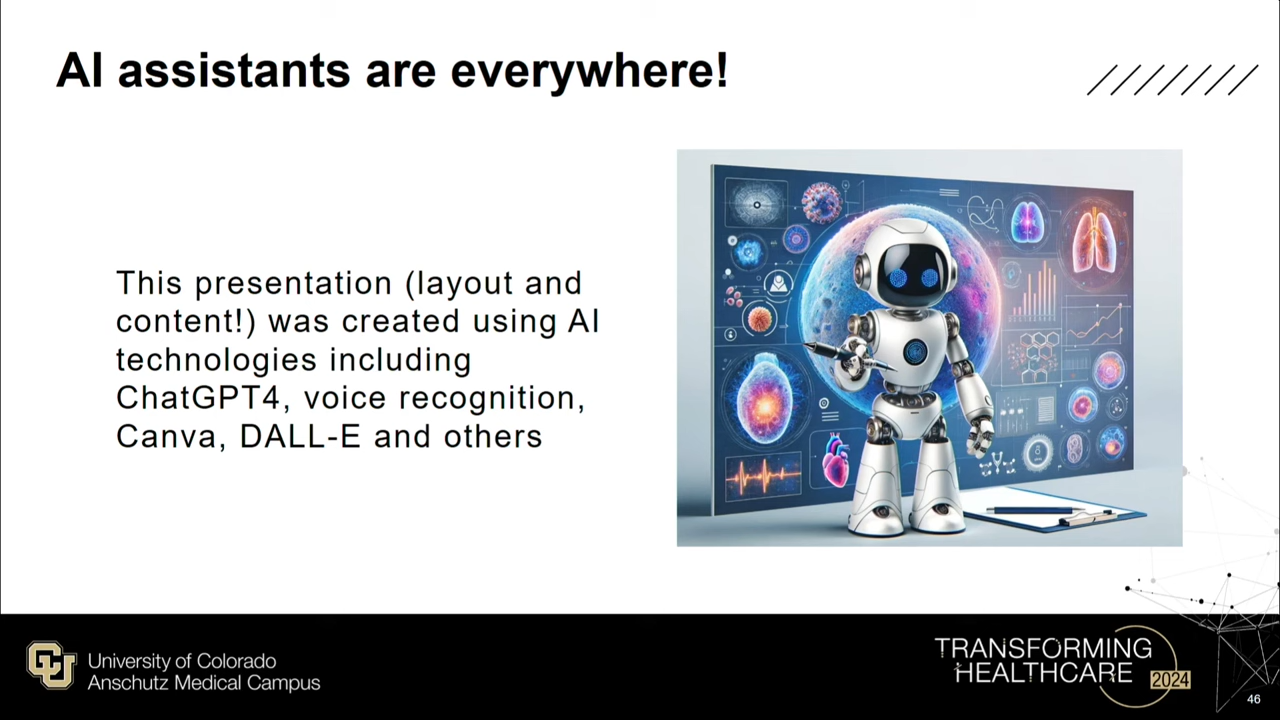 AI assistants are everywhere!
This presentation (layout and
content!) was created using AI
technologies including
ChatGPT4, voice recognition,
Canva, DALL-E and others
CU
University of Colorado
Anschutz Medical Campus
TRANSFORMING
HEALTHCARE
2024
46